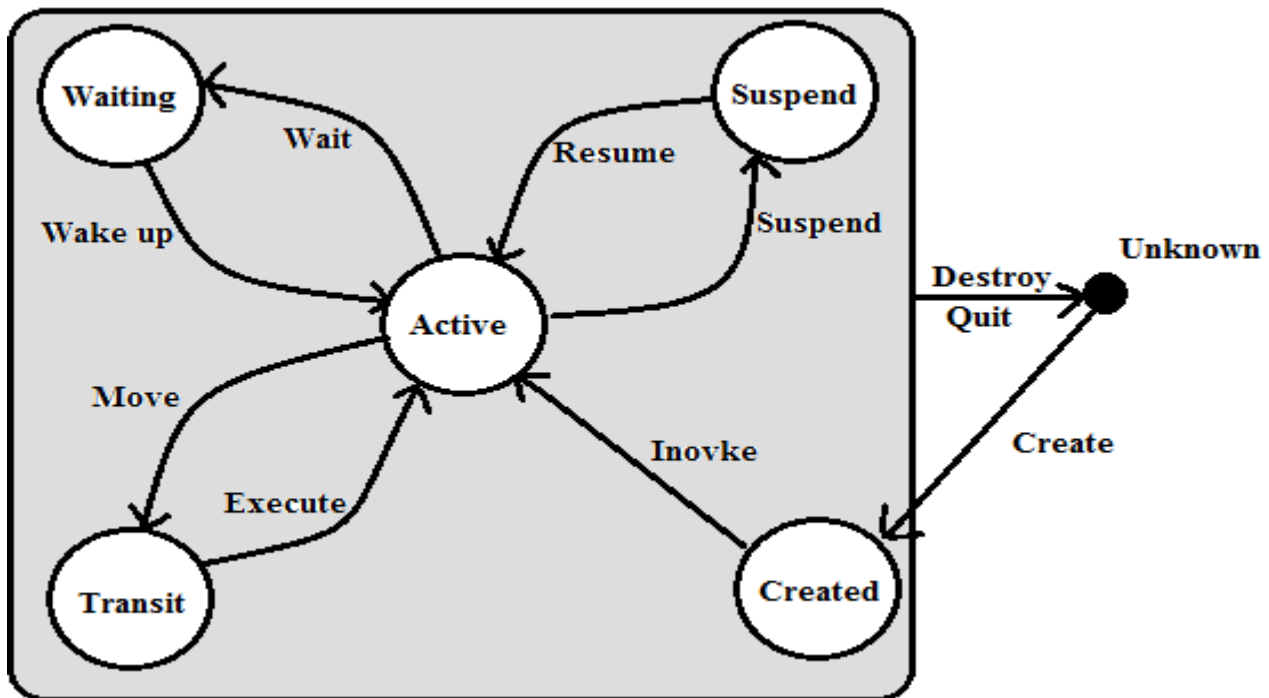 Waiting
Suspend
Wait
Resume
Wake up
Suspend
Unknown
Destroy
Quit
Active
Move
Inovke
Create
Execute
Transit
Created